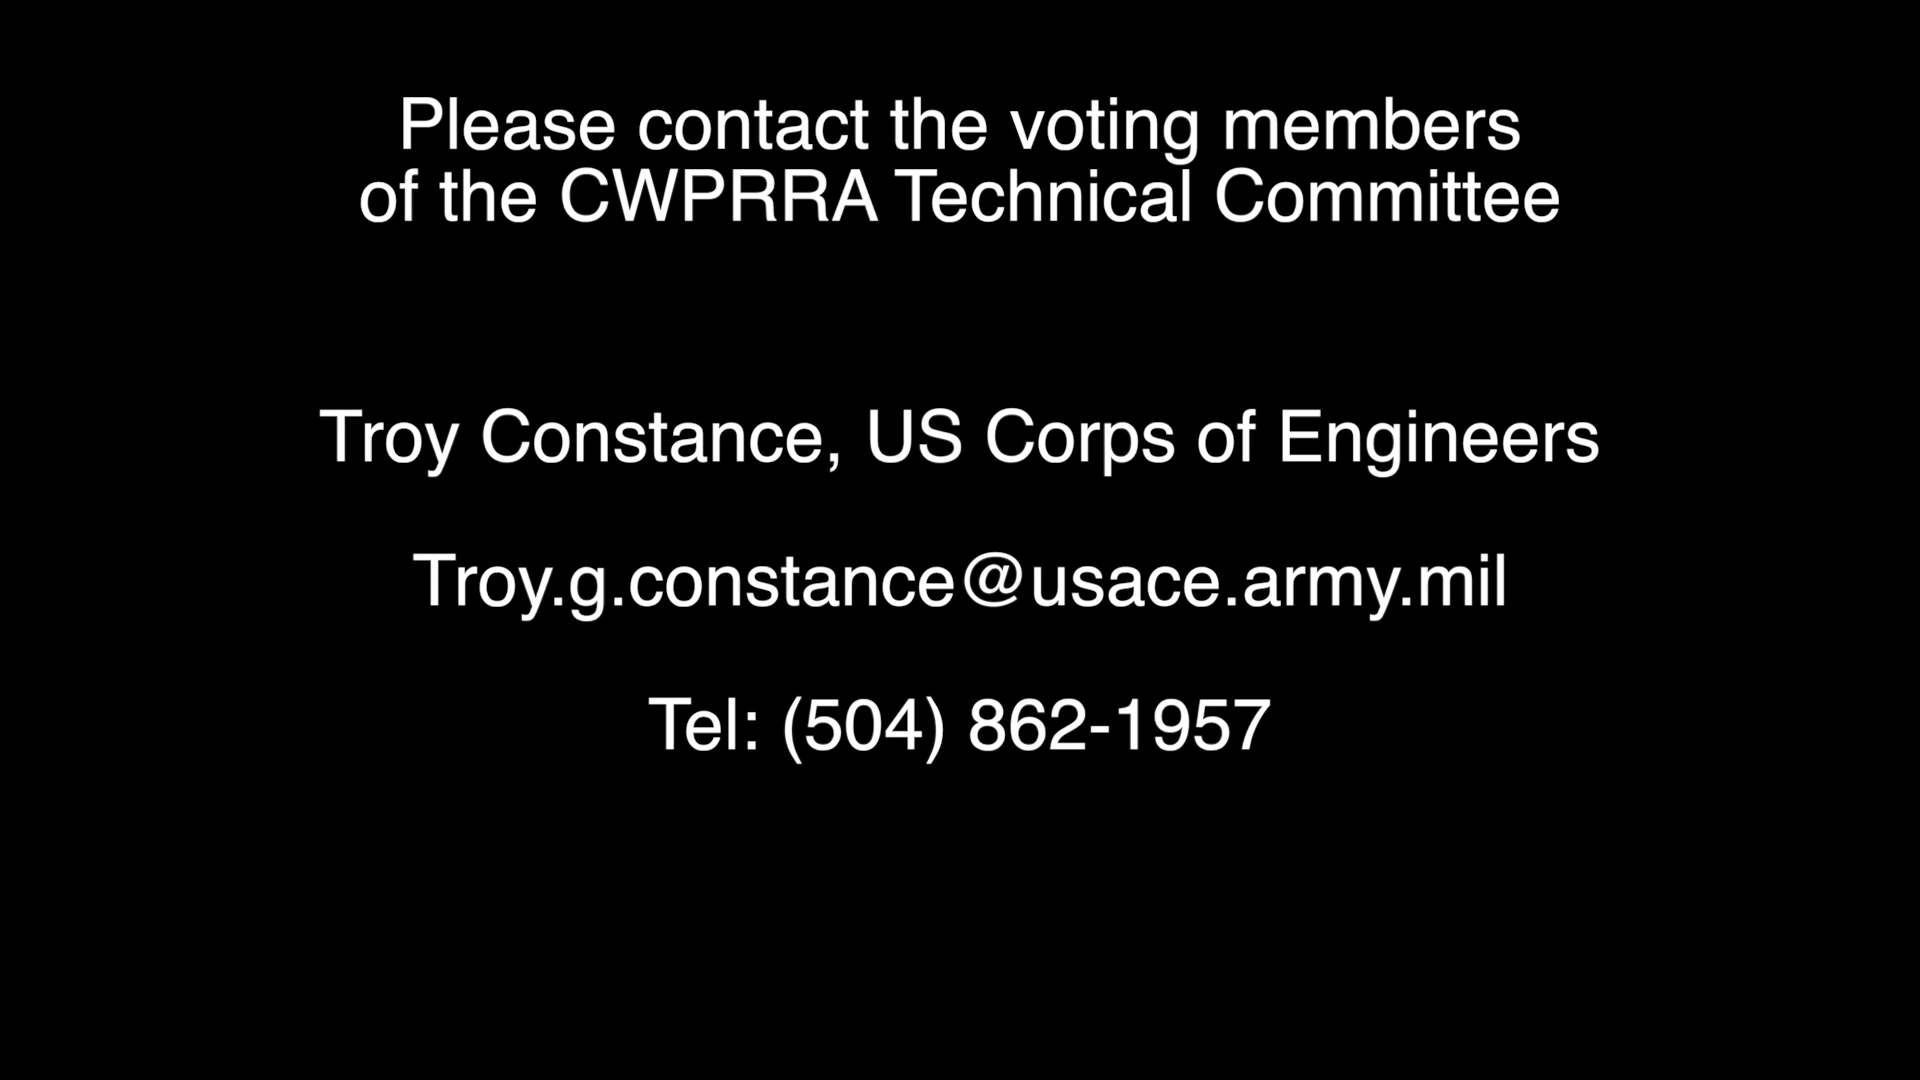 Please contact the voting members
of the CWPRRA Technical Committee
Troy Constance, US Corps of Engineers
Troy.g.constance@usace.army.mil
Tel: (504) 862-1957